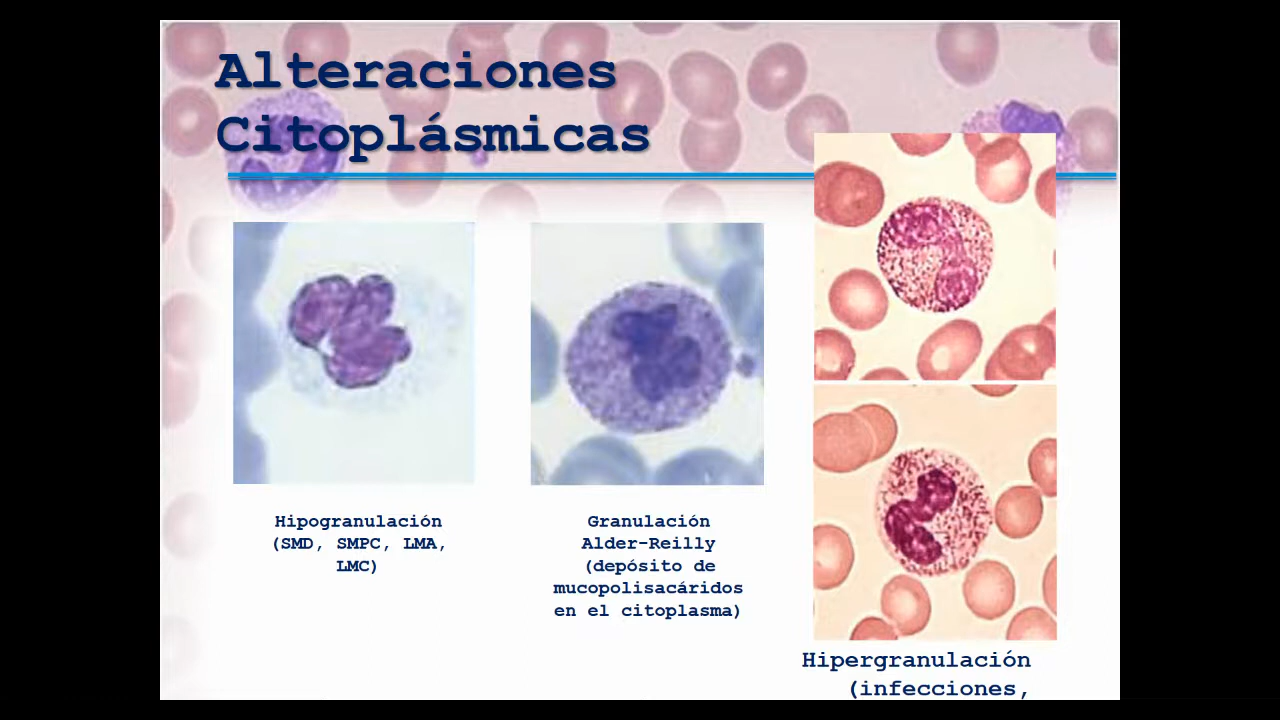 Alteraciones
Citoplásmicas
Hipogranulación
(SMD, SMPC, LMA,
LMC)
Granulación
Alder-Reilly
(depósito de
mucopolisacáridos
en el citoplasma)
Hipergranulación
(infecciones,